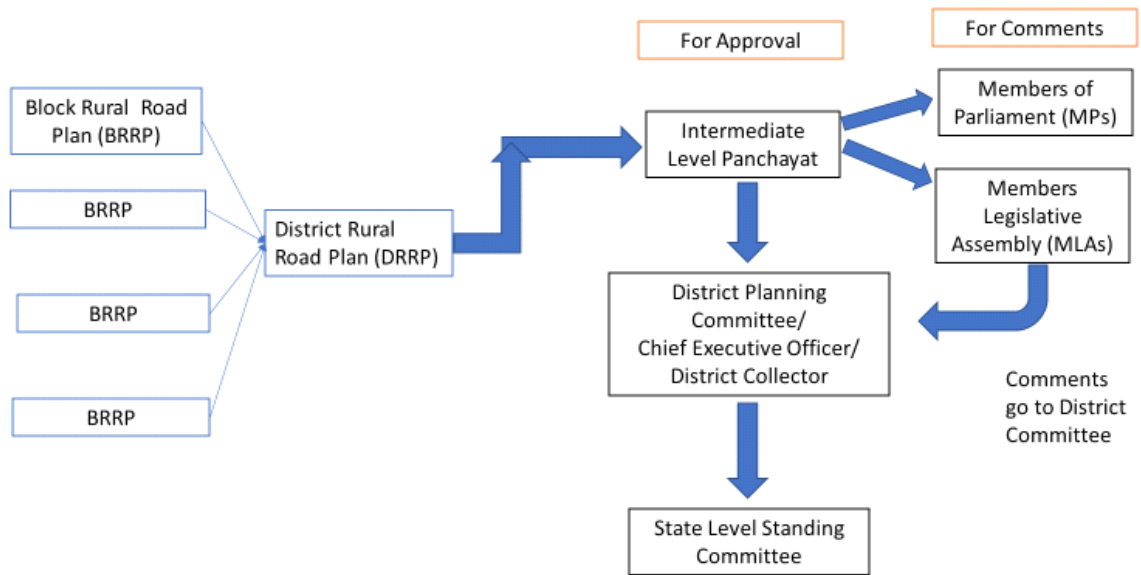 For Approval
For Comments
Block Rural Road
Plan (BRRP)
BRRP
BRRP
BRRP
District Rural
Road Plan (DRRP)
Intermediate
Level Panchayat
Members of
Parliament (MPs)
Members
Legislative
Assembly (MLAs)
District Planning
Committee/
Chief Executive Officer/
District Collector
Comments
go to District
Committee
State Level Standing
Committee